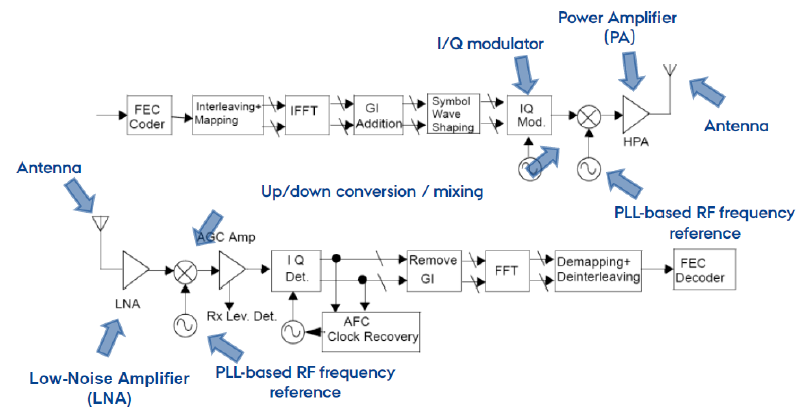 Power Amplifier
(PA)
I/Q modulator
FEC
Coder
Interleaving+
Mapping
IFFT
GI
Addition
Symbol
Wave
Shaping
IQ
Mod.
HPA
Antenna
Antenna
Up/down conversion / mixing
PLL-based RF frequency
reference
AGC Amp
LNA
Rx Lev. Det.
I Q
Det.
AFC
Clock Recovery
Remove
GI
FFT
Demapping+
Deinterleaving
FEC
Decoder
Low-Noise Amplifier
(LNA)
PLL-based RF frequency
reference